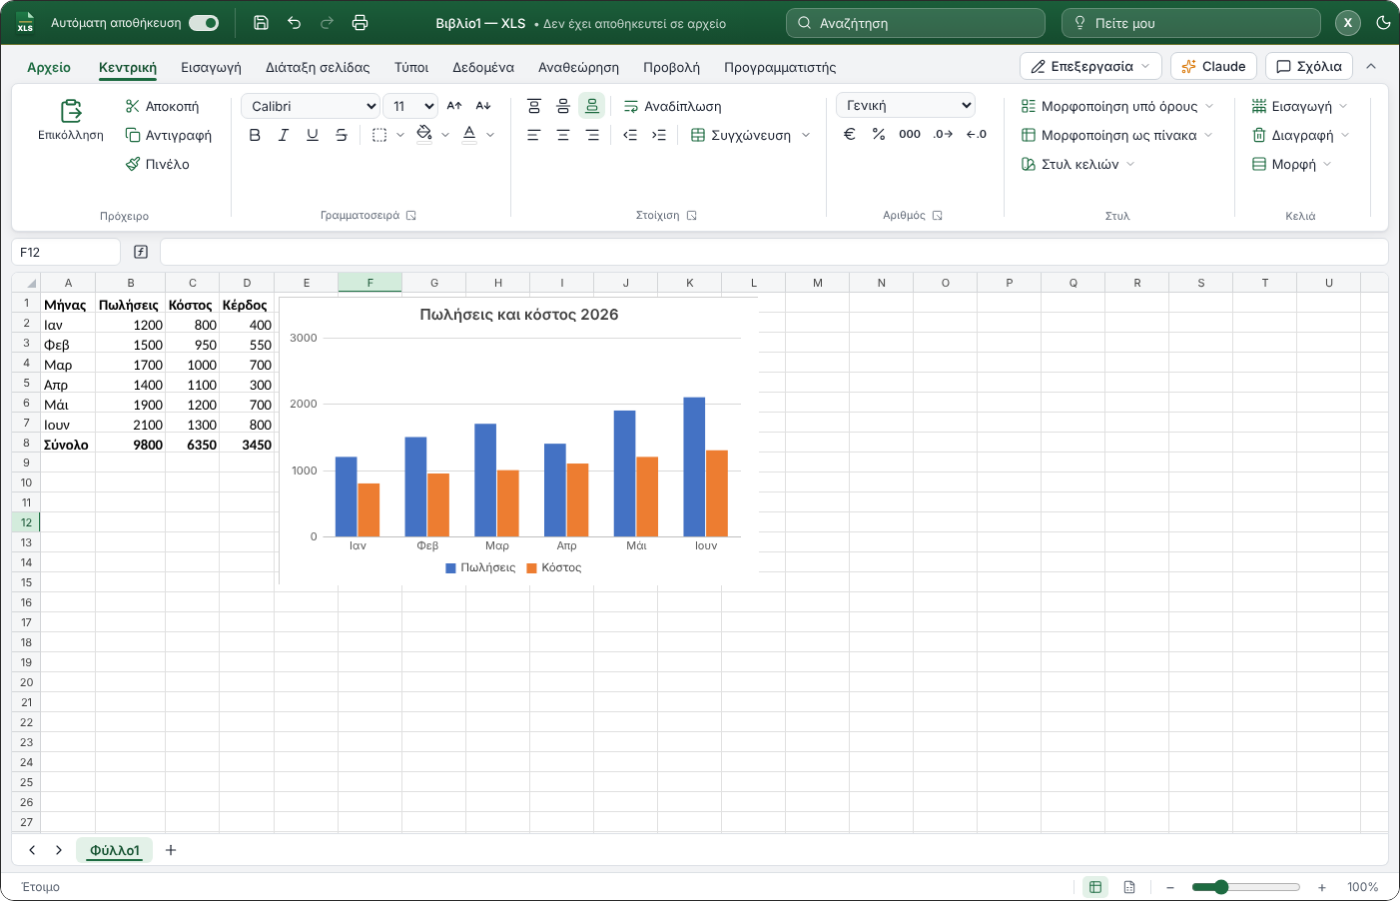 XLS Αυτόματη αποθήκευση Βιβλίο1 — XLS • Δεν έχει αποθηκευτεί σε αρχείο Αναζήτηση Πείτε μου X
Αρχείο Κεντρική Εισαγωγή Διάταξη σελίδας Τύποι Δεδομένα Αναθεώρηση Προβολή Προγραμματιστής Επεξεργασία Claude Σχόλια
Επικόλληση
Αποκοπή
Αντιγραφή
Πινέλο
Πρόχειρο
Calibri 11 A A
B I U S A
Γραμματοσειρά
Αναδίπλωση
Συγχώνευση
Στοίχιση
Γενική
€ % 000 .0→ ←.0
Αριθμός
Μορφοποίηση υπό όρους
Μορφοποίηση ως πίνακα
Στυλ κελιών
Στυλ
Εισαγωγή
Διαγραφή
Μορφή
Κελιά
F12
A B C D E F G H I J K L M N O P Q R S T U
1 Μήνας Πωλήσεις Κόστος Κέρδος
2 Ιαν 1200 800 400
3 Φεβ 1500 950 550
4 Μαρ 1700 1000 700
5 Απρ 1400 1100 300
6 Μάι 1900 1200 700
7 Ιουν 2100 1300 800
8 Σύνολο 9800 6350 3450
9
10
11
12
13
14
15
16
17
18
19
20
21
22
23
24
25
26
27
Πωλήσεις και κόστος 2026
3000
2000
1000
0
Ιαν Φεβ Μαρ Απρ Μάι Ιουν
Πωλήσεις Κόστος
Φύλλο1
Έτοιμο 100%